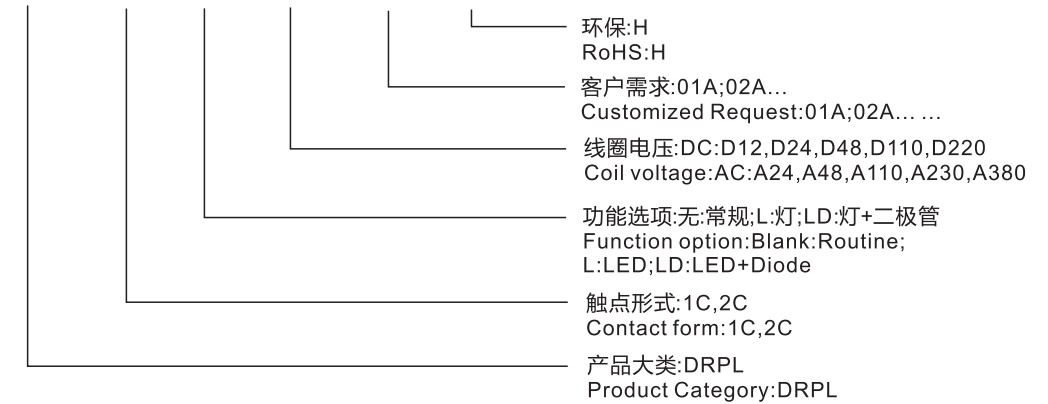 环保:H
RoHS:H
客户需求:01A;02A...
Customized Request:01A;02A... ...
线圈电压:DC:D12,D24,D48,D110,D220
Coil voltage:AC:A24,A48,A110,A230,A380
功能选项:无:常规;L:灯;LD:灯+二极管
Function option:Blank:Routine;
L:LED;LD:LED+Diode
触点形式:1C,2C
Contact form:1C,2C
产品大类:DRPL
Product Category:DRPL